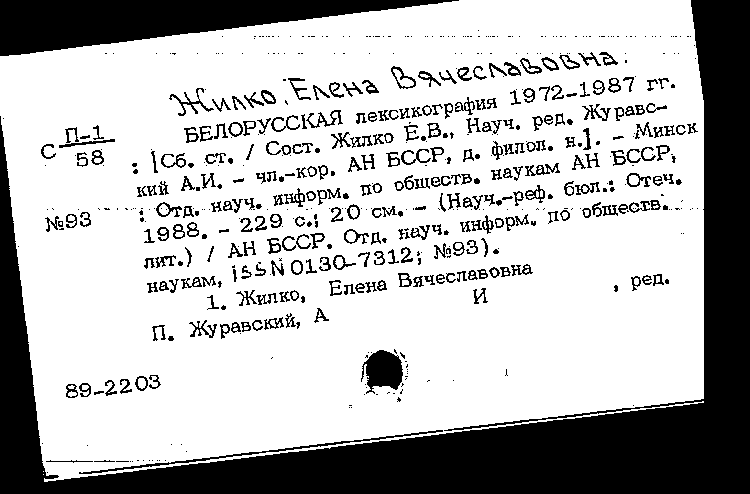 Жилко, Елена Вячеславовна.
С П-1/58
БЕЛОРУССКАЯ лексикография 1972-1987 гг.
: [Сб. ст. / Сост. Жилко Е.В., Науч. ред. Журавс-
кий А.И. - чл.-кор. АН БССР, д. филол. н.]. - Минск
№93
: Отд. науч. информ. по обществ. наукам АН БССР,
1988. - 229 с.; 20 см. - (Науч.-реф. бюл.: Отеч.
лит.) / АН БССР. Отд. науч. информ. по обществ.
наукам, ISSN 0130-7312; №93).
1. Жилко, Елена Вячеславовна
П. Журавский, А И , ред.
89-2203